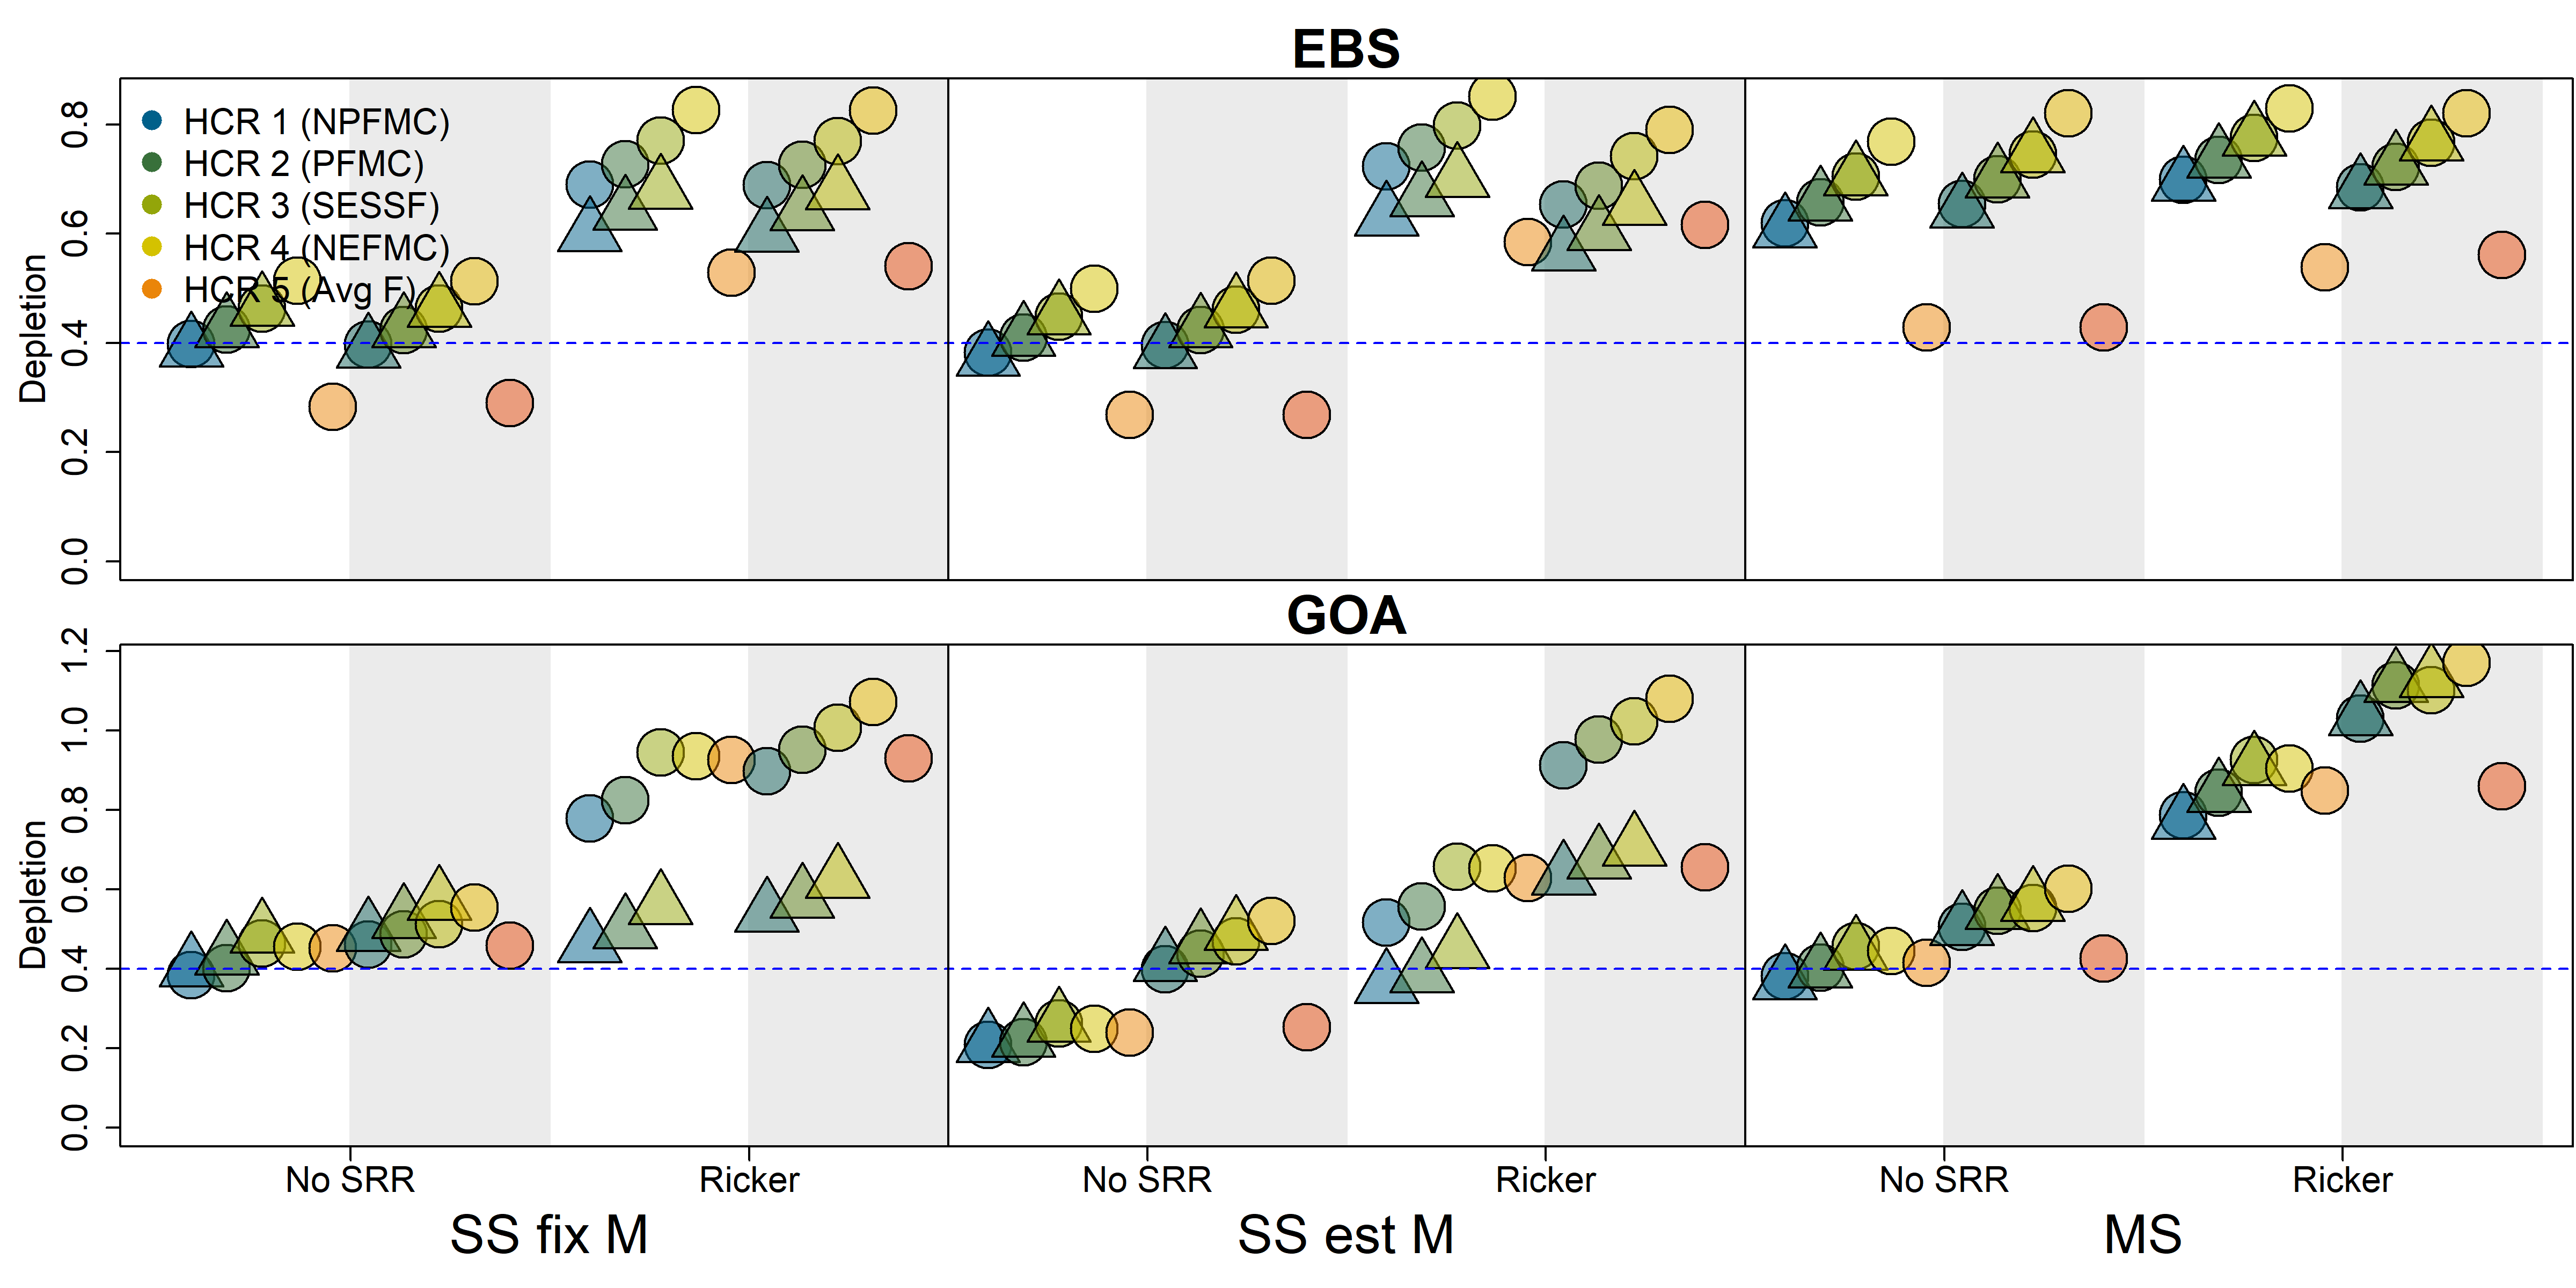 EBS
Depletion
0.8
0.6
0.4
0.2
0.0
HCR 1 (NPFMC)
HCR 2 (PFMC)
HCR 3 (SESSF)
HCR 4 (NEFMC)
HCR 5 (Avg F)
GOA
Depletion
1.2
1.0
0.8
0.6
0.4
0.2
0.0
No SRR Ricker No SRR Ricker No SRR Ricker
SS fix M SS est M MS